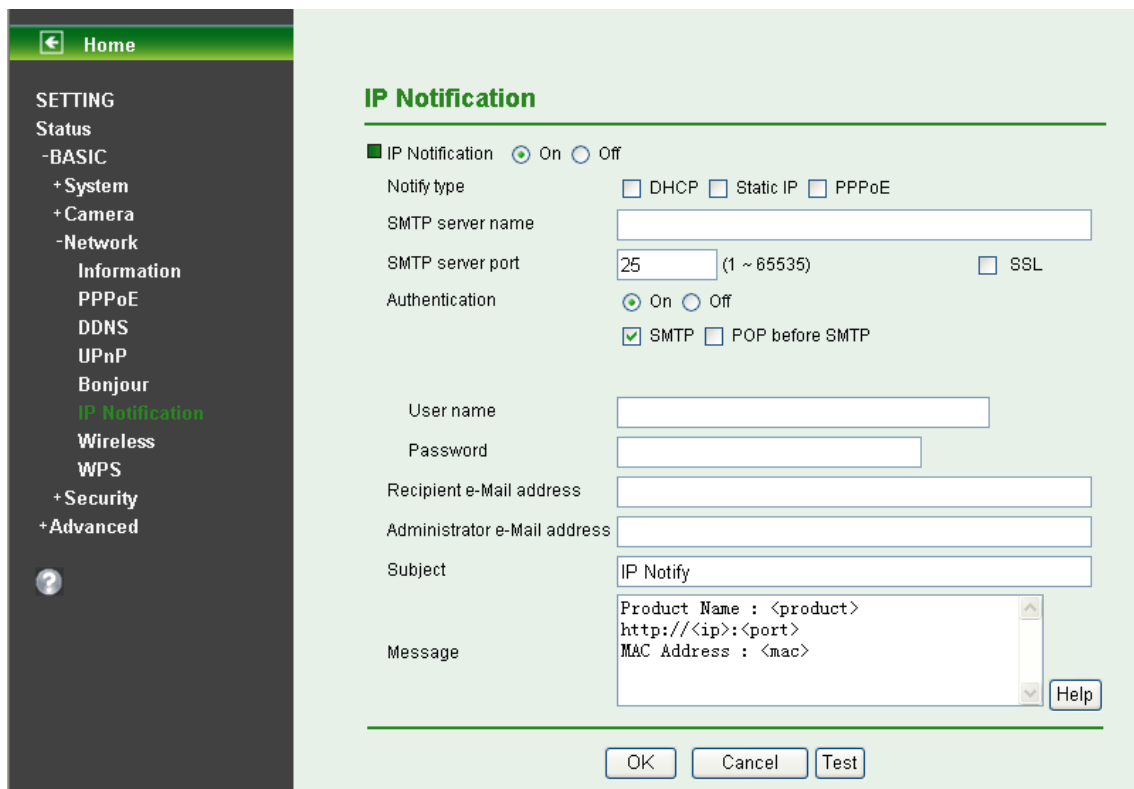 Home
SETTING
Status
-BASIC
+System
+Camera
-Network
Information
PPPoE
DDNS
UPnP
Bonjour
IP Notification
Wireless
WPS
+Security
+Advanced
?
IP Notification
IP Notification On Off
Notify type DHCP Static IP PPPoE
SMTP server name
SMTP server port 25 (1 ~ 65535) SSL
Authentication On Off
SMTP POP before SMTP
User name
Password
Recipient e-Mail address
Administrator e-Mail address
Subject IP Notify
Message
Product Name : <product>
http://<ip>:<port>
MAC Address : <mac>
Help
OK Cancel Test